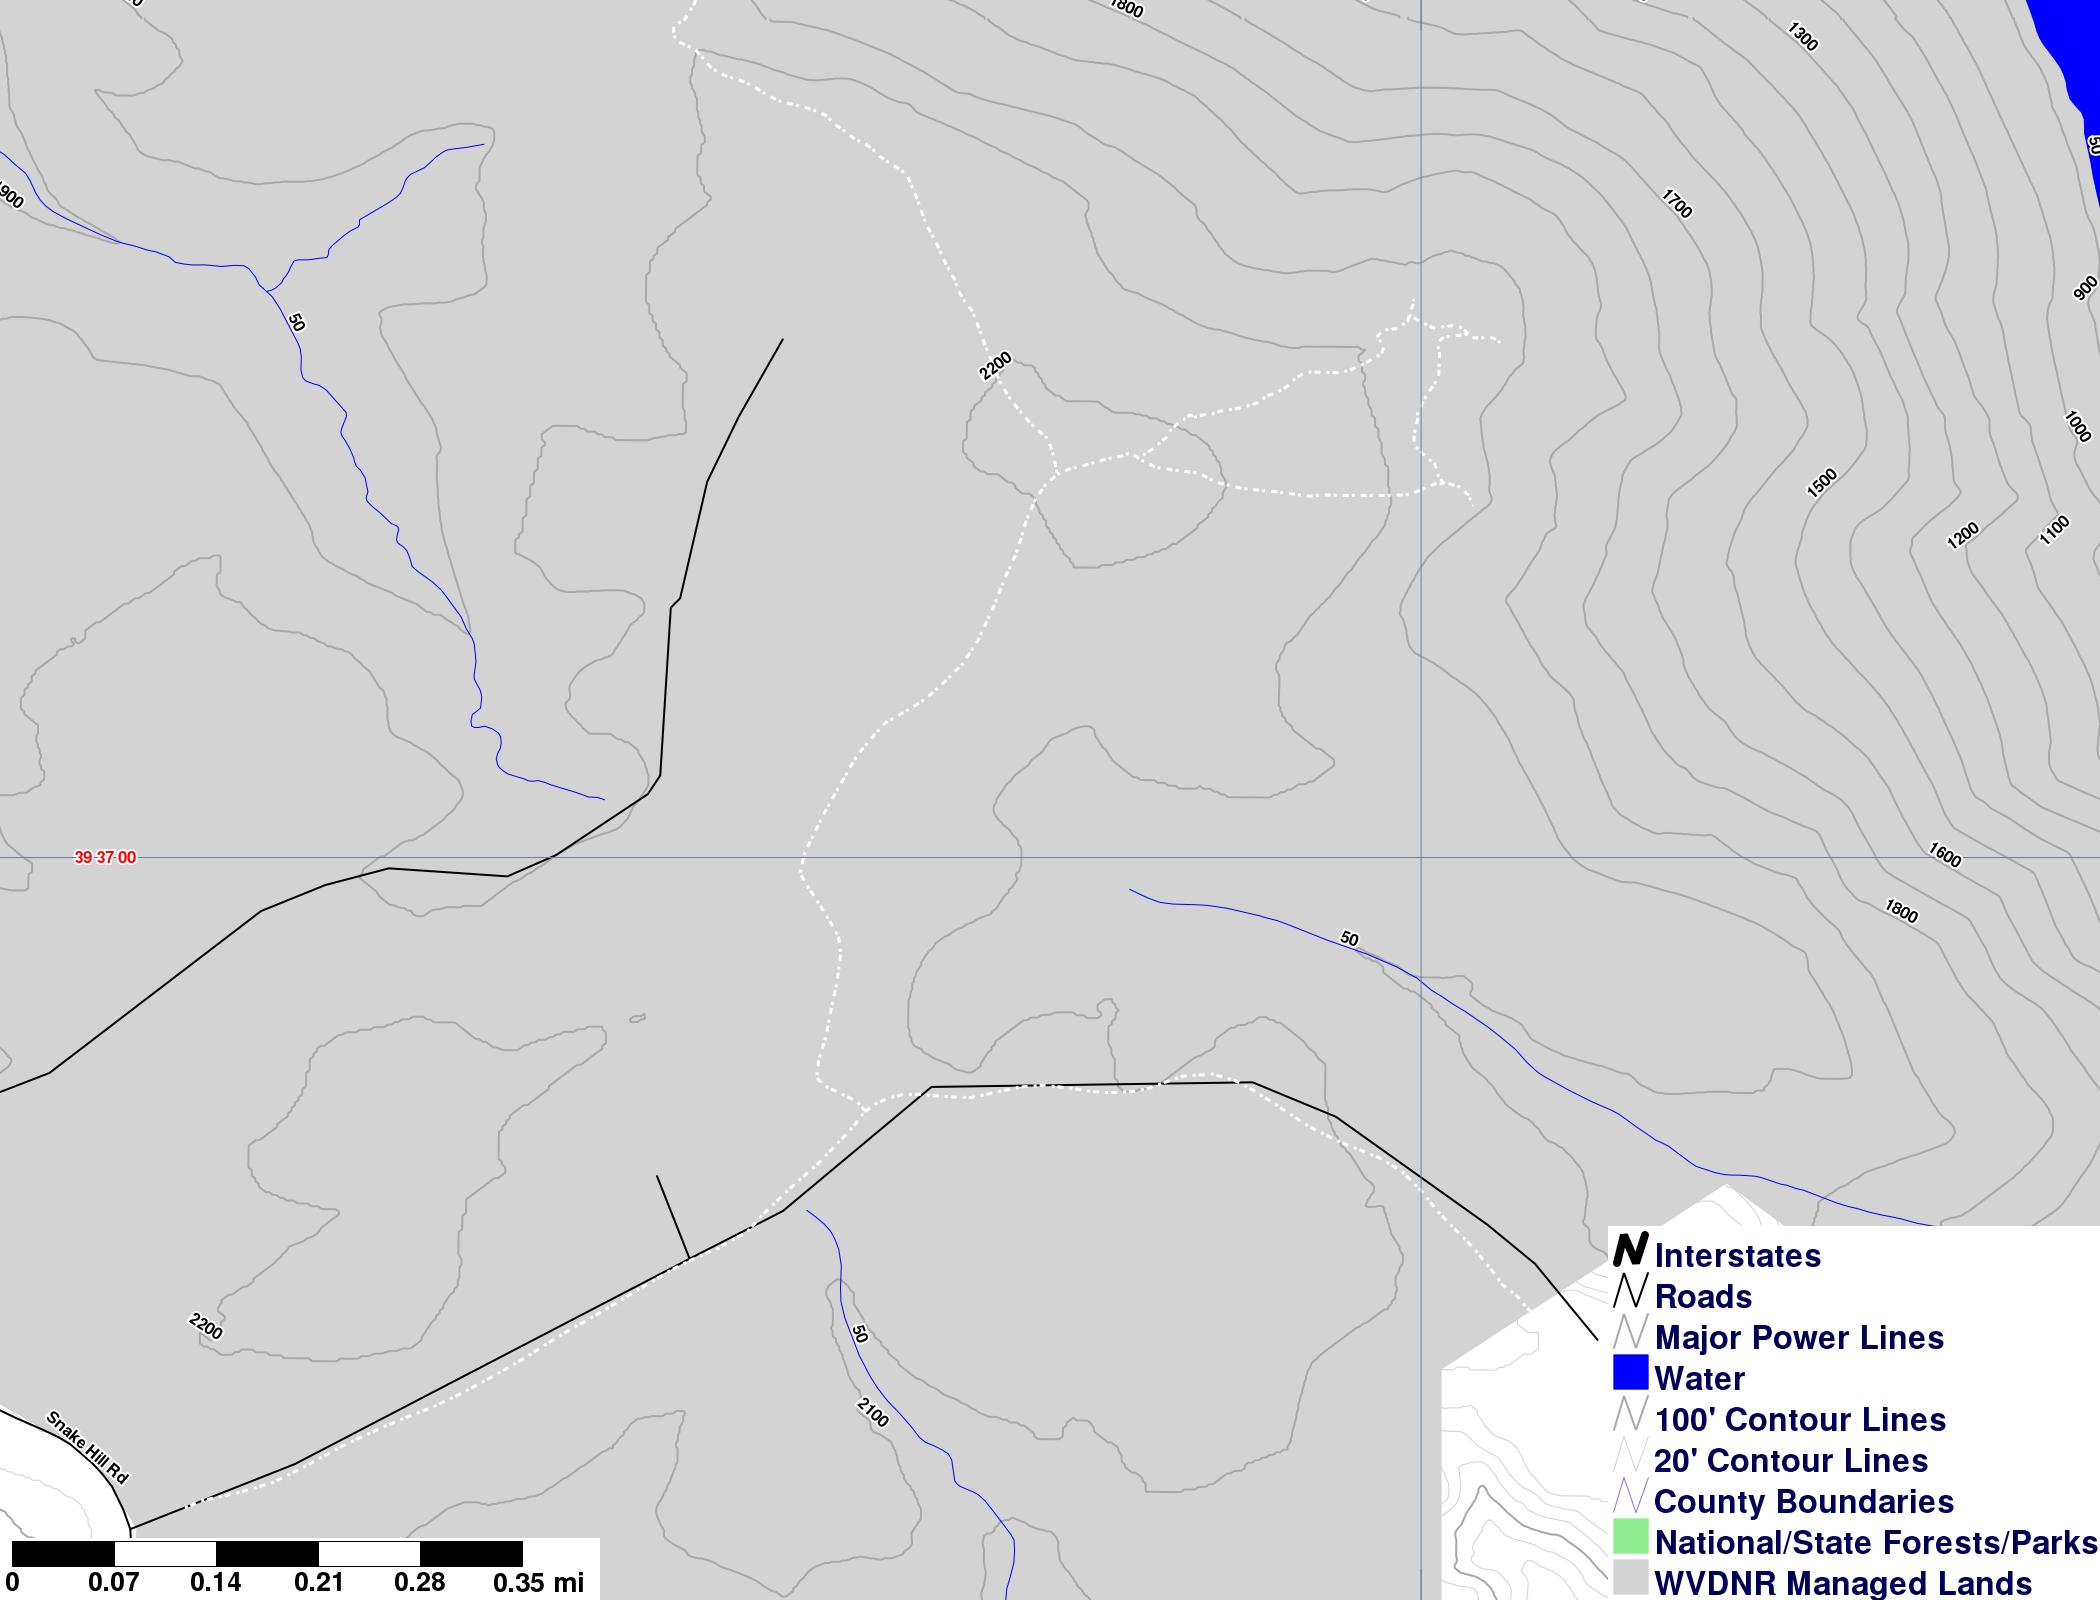 1800
1300
50
900
1700
50
900
2200
1000
1500
1200
1100
39 37 00
1600
1800
50
2200
50
2100
Snake Hill Rd
Interstates
Roads
Major Power Lines
Water
100' Contour Lines
20' Contour Lines
County Boundaries
National/State Forests/Parks
WVDNR Managed Lands
0 0.07 0.14 0.21 0.28 0.35 mi